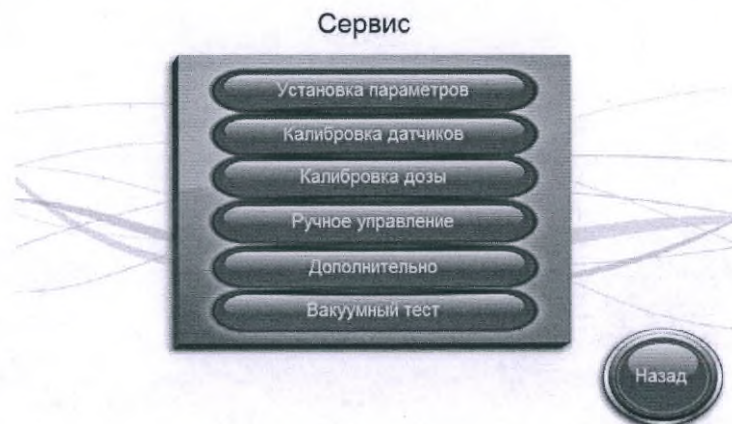 Сервис
Установка параметров
Калибровка датчиков
Калибровка дозы
Ручное управление
Дополнительно
Вакуумный тест
Назад